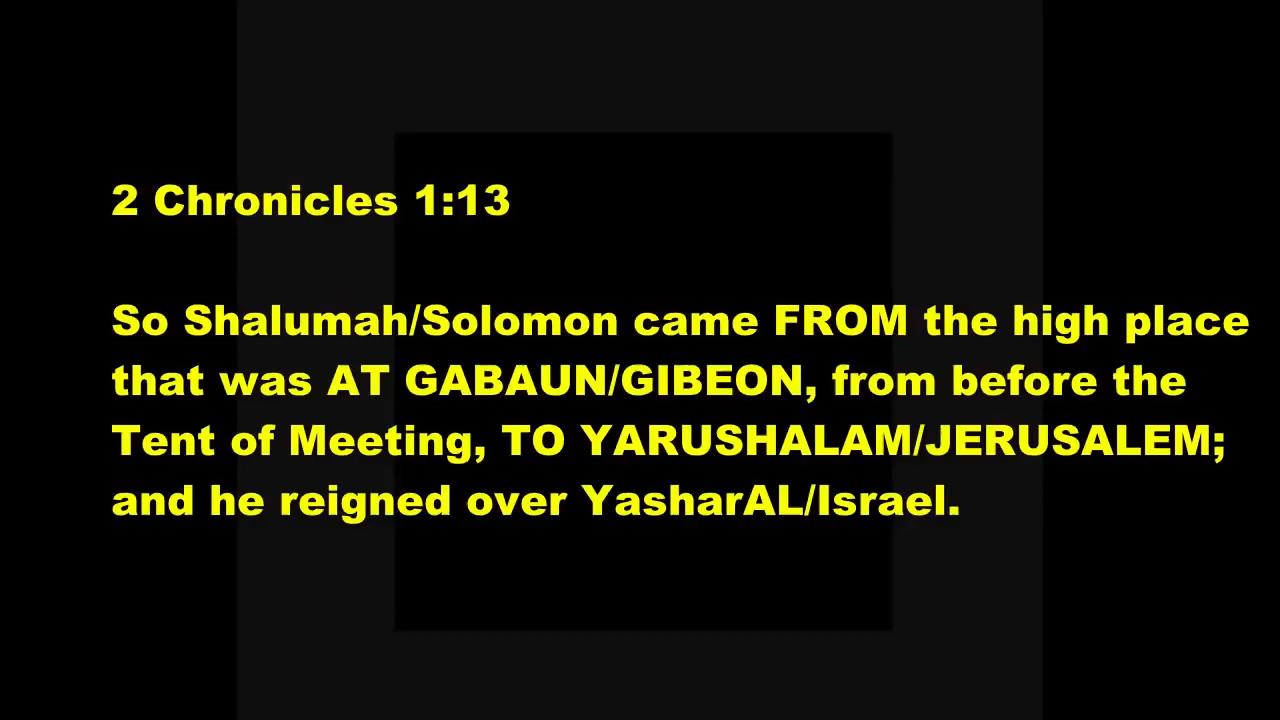 2 Chronicles 1:13
So Shalumah/Solomon came FROM the high place
that was AT GABAUN/GIBEON, from before the
Tent of Meeting, TO YARUSHALAM/JERUSALEM;
and he reigned over YasharAL/Israel.